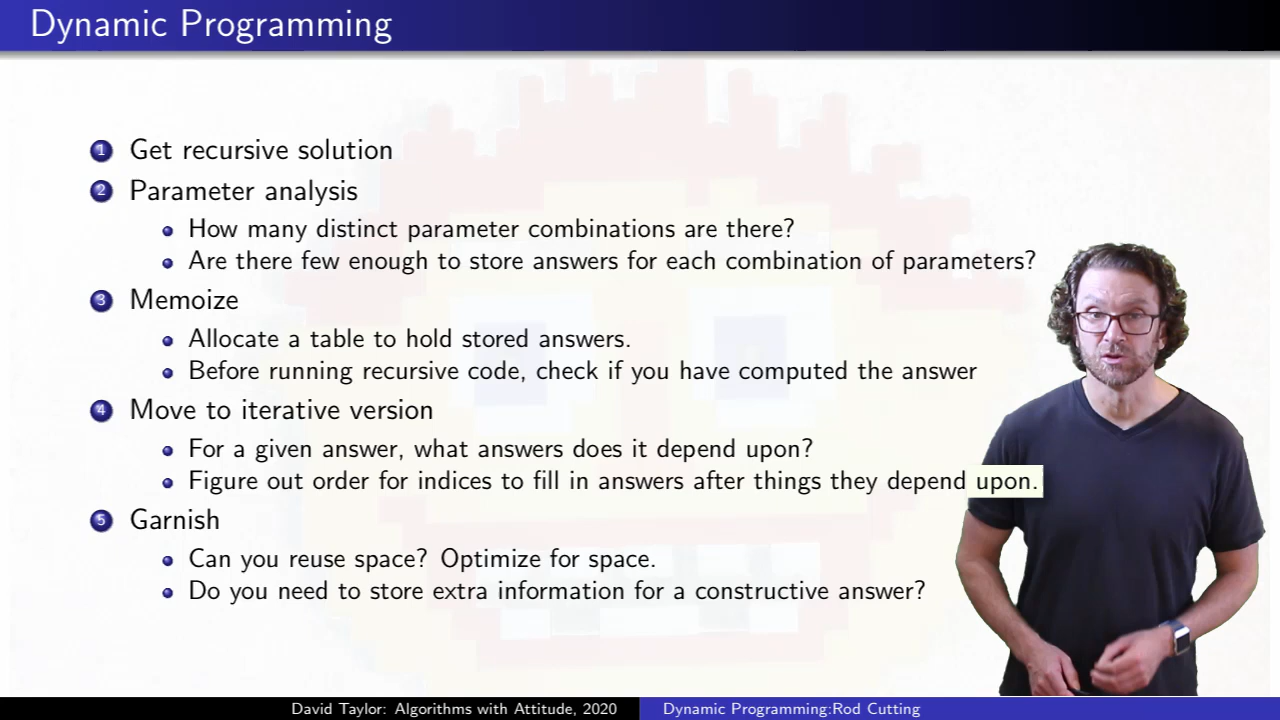 Dynamic Programming
1 Get recursive solution
2 Parameter analysis
How many distinct parameter combinations are there?
Are there few enough to store answers for each combination of parameters?
3 Memoize
Allocate a table to hold stored answers.
Before running recursive code, check if you have computed the answer
4 Move to iterative version
For a given answer, what answers does it depend upon?
Figure out order for indices to fill in answers after things they depend upon.
5 Garnish
Can you reuse space? Optimize for space.
Do you need to store extra information for a constructive answer?
David Taylor: Algorithms with Attitude, 2020
Dynamic Programming:Rod Cutting